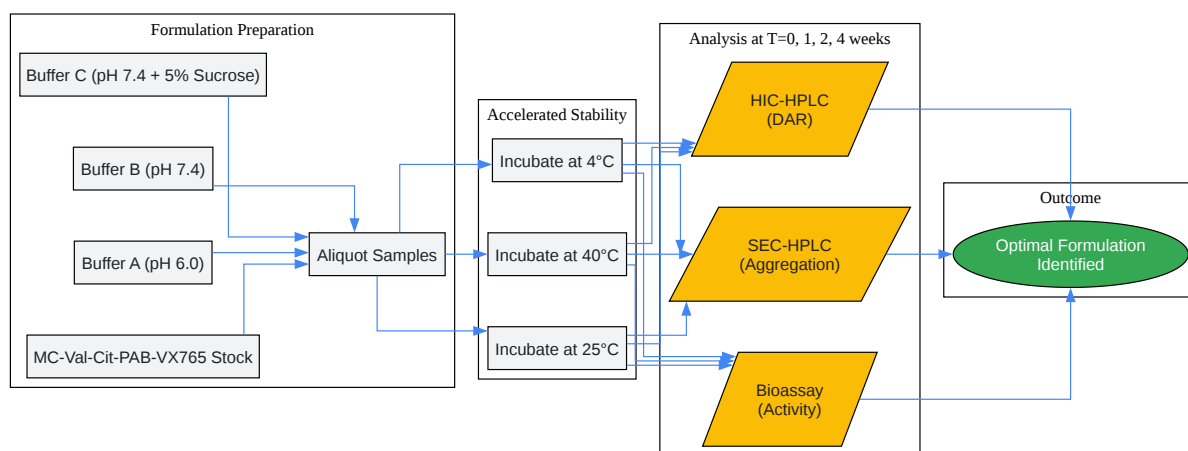 Formulation Preparation
Buffer C (pH 7.4 + 5% Sucrose)
Buffer B (pH 7.4)
Buffer A (pH 6.0)
MC-Val-Cit-PAB-VX765 Stock
Aliquot Samples
Accelerated Stability
Incubate at 4°C
Incubate at 40°C
Incubate at 25°C
Analysis at T=0, 1, 2, 4 weeks
HIC-HPLC
(DAR)
SEC-HPLC
(Aggregation)
Bioassay
(Activity)
Outcome
Optimal Formulation
Identified